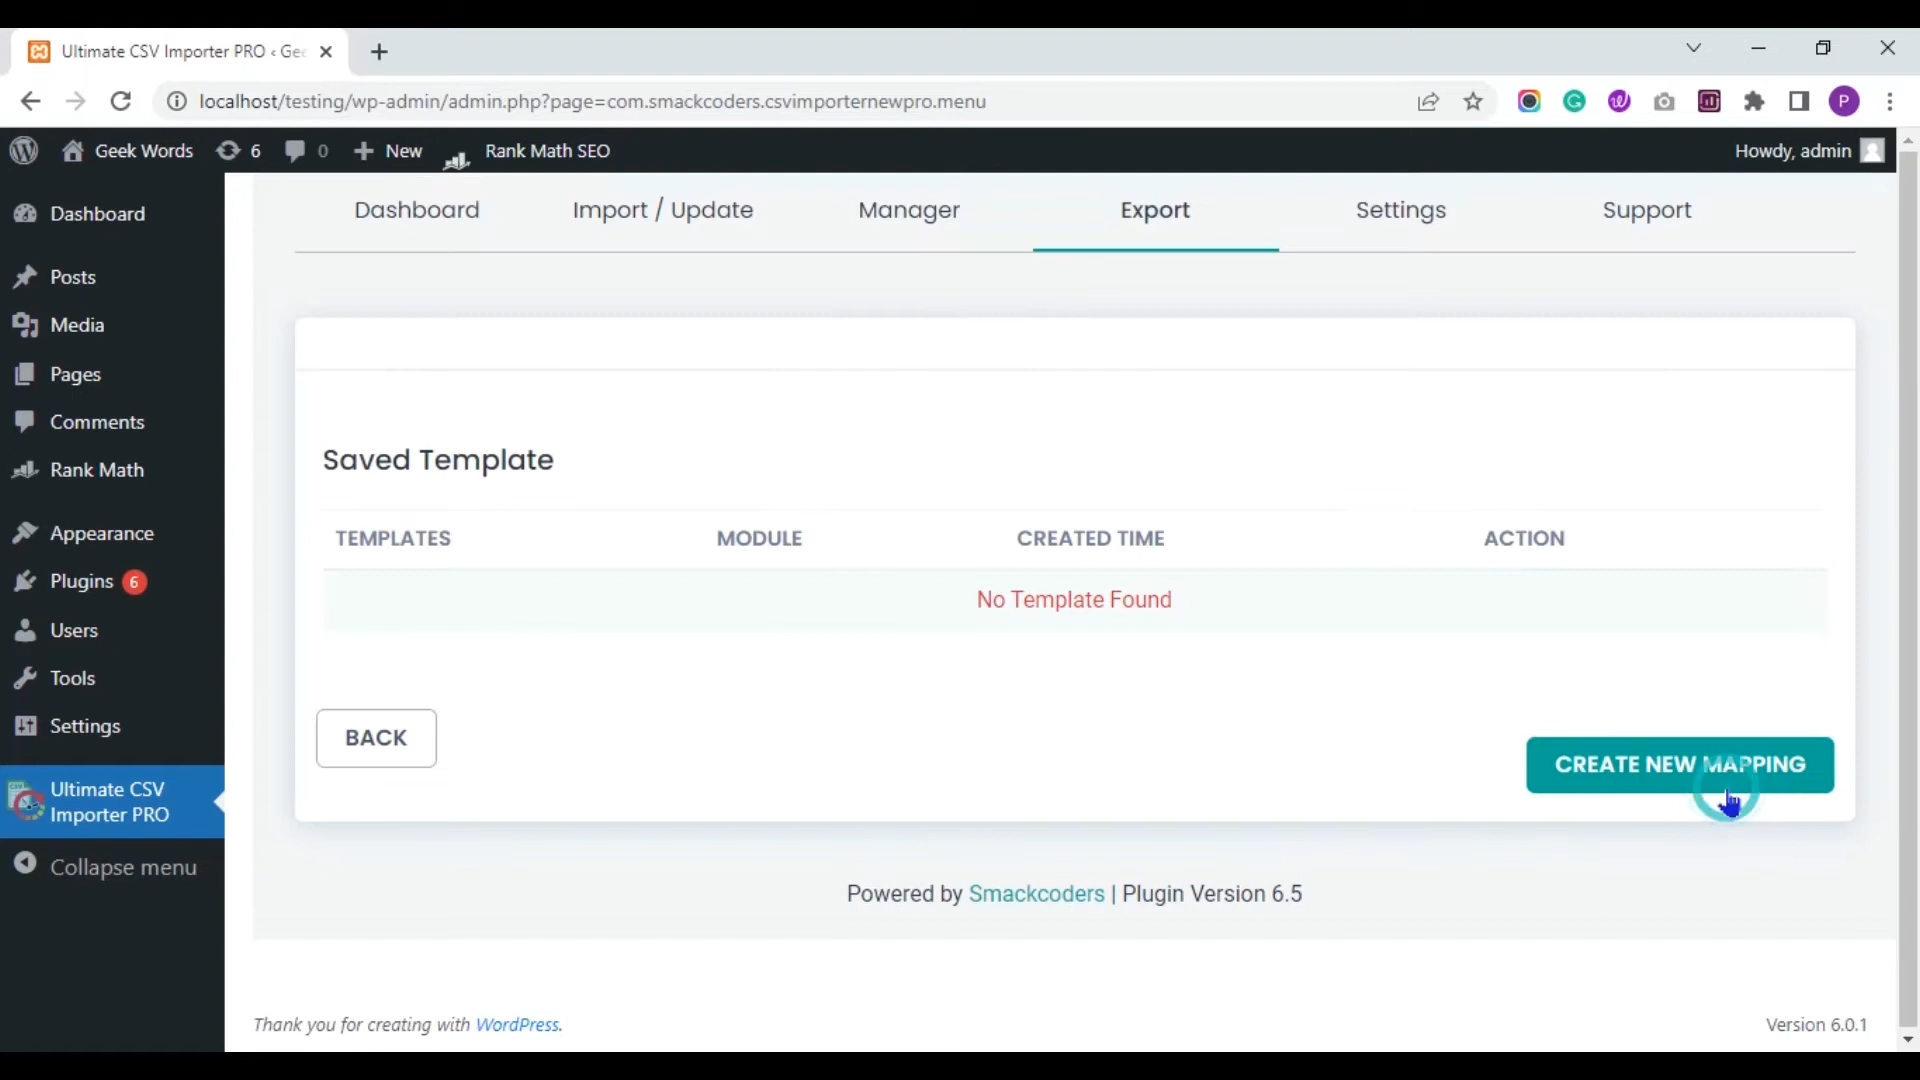 Ultimate CSV Importer PRO ‹ Gee
localhost/testing/wp-admin/admin.php?page=com.smackcoders.csvimporternewpro.menu
P
Geek Words 6 0 New Rank Math SEO
Howdy, admin
Dashboard
Posts
Media
Pages
Comments
Rank Math
Appearance
Plugins 6
Users
Tools
Settings
Ultimate CSV
Importer PRO
Collapse menu
Dashboard Import / Update Manager Export Settings Support
Saved Template
TEMPLATES MODULE CREATED TIME ACTION
No Template Found
BACK
CREATE NEW MAPPING
Powered by Smackcoders | Plugin Version 6.5
Thank you for creating with WordPress.
Version 6.0.1